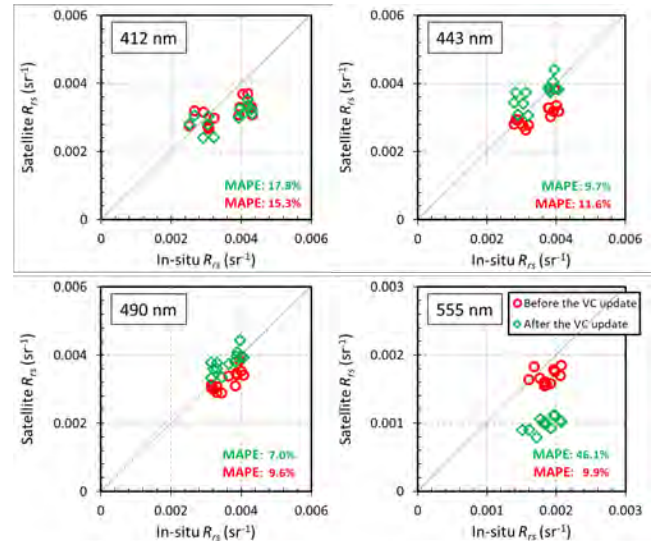 412 nm
0.006
0.004
0.002
0
Satellite Rrs (sr-1)
MAPE: 17.8%
MAPE: 15.3%
0
0.002
0.004
0.006
In-situ Rrs (sr-1)
443 nm
0.006
0.004
0.002
0
Satellite Rrs (sr-1)
MAPE: 9.7%
MAPE: 11.6%
0
0.002
0.004
0.006
In-situ Rrs (sr-1)
490 nm
0.006
0.004
0.002
0
Satellite Rrs (sr-1)
MAPE: 7.0%
MAPE: 9.6%
0
0.002
0.004
0.006
In-situ Rrs (sr-1)
555 nm
Before the VC update
After the VC update
0.003
0.002
0.001
0.000
Satellite Rrs (sr-1)
MAPE: 46.1%
MAPE: 9.9%
0
0.001
0.002
0.003
In-situ Rrs (sr-1)